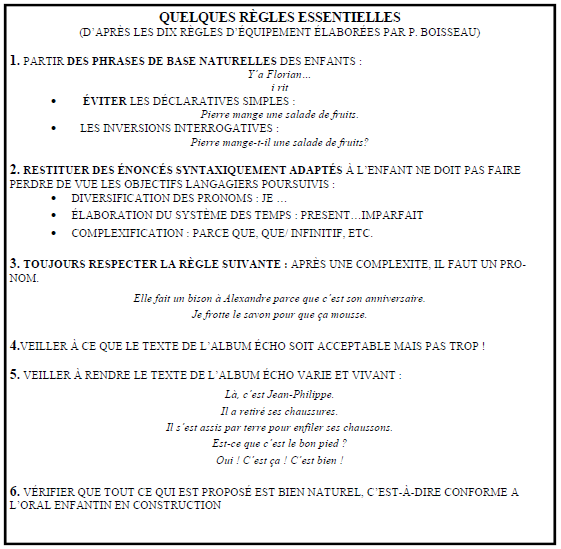 QUELQUES RÈGLES ESSENTIELLES
(D'APRÈS LES DIX RÈGLES D'ÉQUIPEMENT ÉLABORÉES PAR P. BOISSEAU)
1. PARTIR DES PHRASES DE BASE NATURELLES DES ENFANTS :
Y'a Florian…
i rit
• ÉVITER LES DÉCLARATIVES SIMPLES :
Pierre mange une salade de fruits.
• LES INVERSIONS INTERROGATIVES :
Pierre mange-t-il une salade de fruits?
2. RESTITUER DES ÉNONCÉS SYNTAXIQUEMENT ADAPTÉS À L'ENFANT NE DOIT PAS FAIRE
PERDRE DE VUE LES OBJECTIFS LANGAGIERS POURSUIVIS :
• DIVERSIFICATION DES PRONOMS : JE …
• ÉLABORATION DU SYSTÈME DES TEMPS : PRESENT…IMPARFAIT
• COMPLEXIFICATION : PARCE QUE, QUE/ INFINITIF, ETC.
3. TOUJOURS RESPECTER LA RÈGLE SUIVANTE : APRÈS UNE COMPLEXITE, IL FAUT UN PRO-
NOM.
Elle fait un bison à Alexandre parce que c'est son anniversaire.
Je frotte le savon pour que ça mousse.
4.VEILLER À CE QUE LE TEXTE DE L'ALBUM ÉCHO SOIT ACCEPTABLE MAIS PAS TROP !
5. VEILLER À RENDRE LE TEXTE DE L'ALBUM ÉCHO VARIE ET VIVANT :
Là, c'est Jean-Philippe.
Il a retiré ses chaussures.
Il s'est assis par terre pour enfiler ses chaussons.
Est-ce que c'est le bon pied ?
Oui ! C'est ça ! C'est bien !
6. VÉRIFIER QUE TOUT CE QUI EST PROPOSÉ EST BIEN NATUREL, C'EST-À-DIRE CONFORME A
L'ORAL ENFANTIN EN CONSTRUCTION